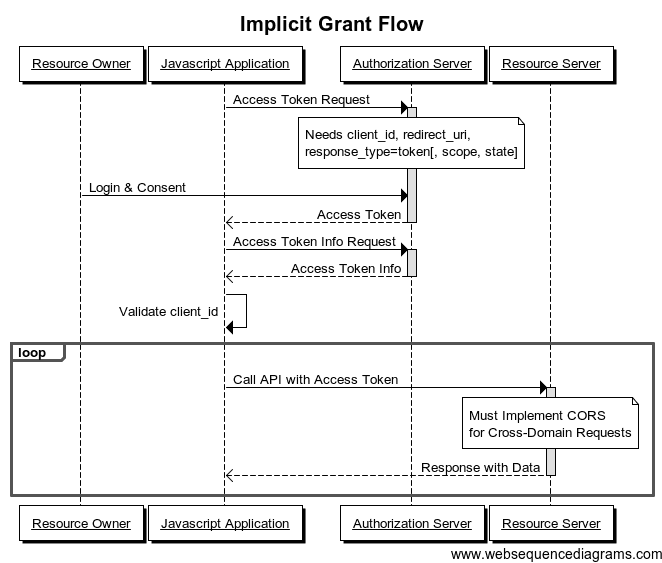 Implicit Grant Flow
Resource Owner
Javascript Application
Authorization Server
Resource Server
Access Token Request
Needs client_id, redirect_uri,
response_type=token[, scope, state]
Login & Consent
Access Token
Access Token Info Request
Access Token Info
Validate client_id
loop
Call API with Access Token
Must Implement CORS
for Cross-Domain Requests
Response with Data
Resource Owner
Javascript Application
Authorization Server
Resource Server
www.websequencediagrams.com